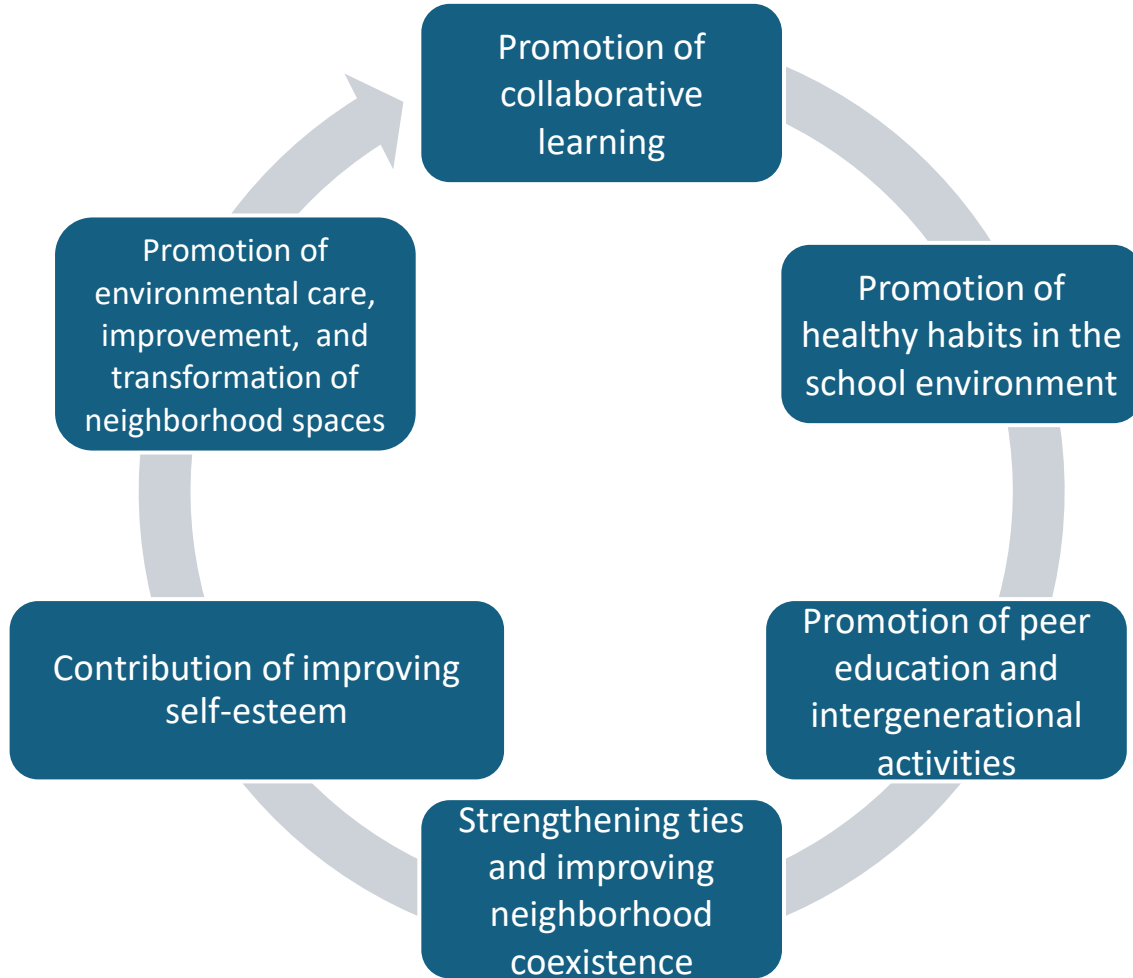 Promotion of
collaborative
learning
Promotion of
healthy habits in the
school environment
Promotion of peer
education and
intergenerational
activities
Strengthening ties
and improving
neighborhood
coexistence
Contribution of improving
self-esteem
Promotion of
environmental care,
improvement, and
transformation of
neighborhood spaces